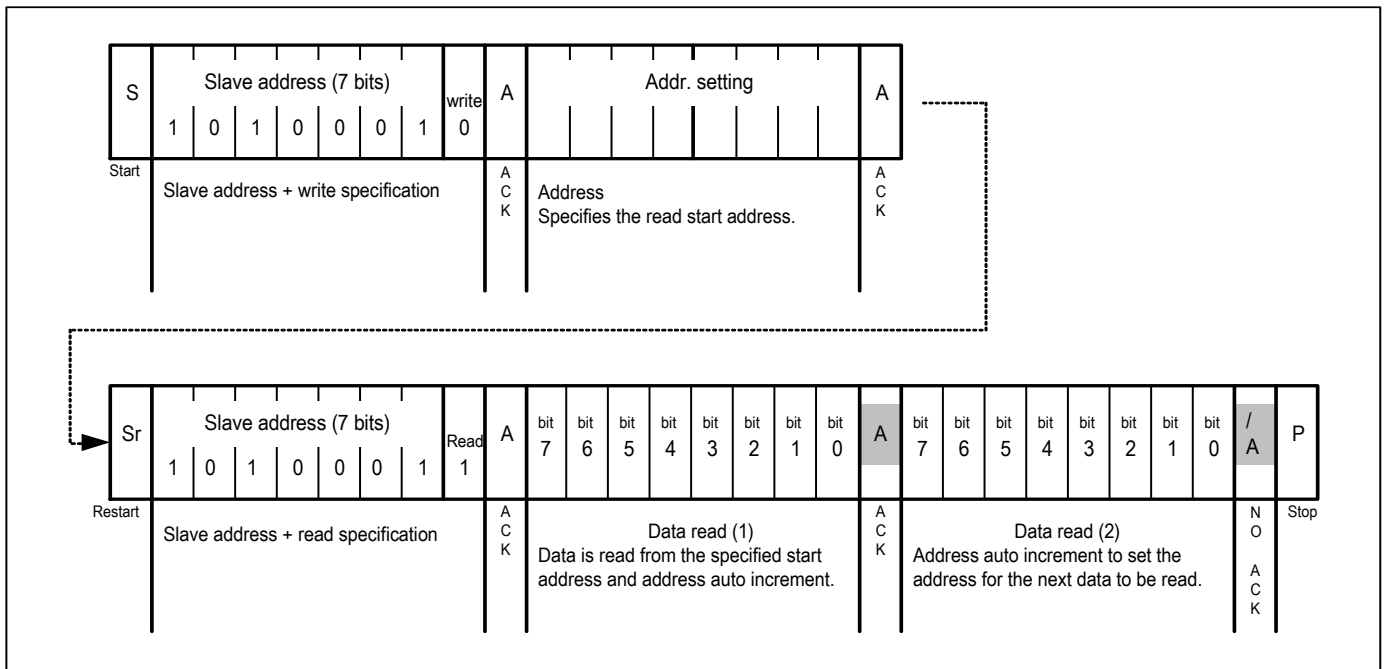 S Slave address (7 bits) write A Addr. setting A
1 0 1 0 0 0 1 0
Start
Slave address + write specification
A C K
Address
Specifies the read start address.
A C K
Sr Slave address (7 bits) Read A bit 7 bit 6 bit 5 bit 4 bit 3 bit 2 bit 1 bit 0 A bit 7 bit 6 bit 5 bit 4 bit 3 bit 2 bit 1 bit 0 / A P
1 0 1 0 0 0 1 1
Restart
Slave address + read specification
A C K
Data read (1)
Data is read from the specified start
address and address auto increment.
A C K
Data read (2)
Address auto increment to set the
address for the next data to be read.
N O A C K
Stop